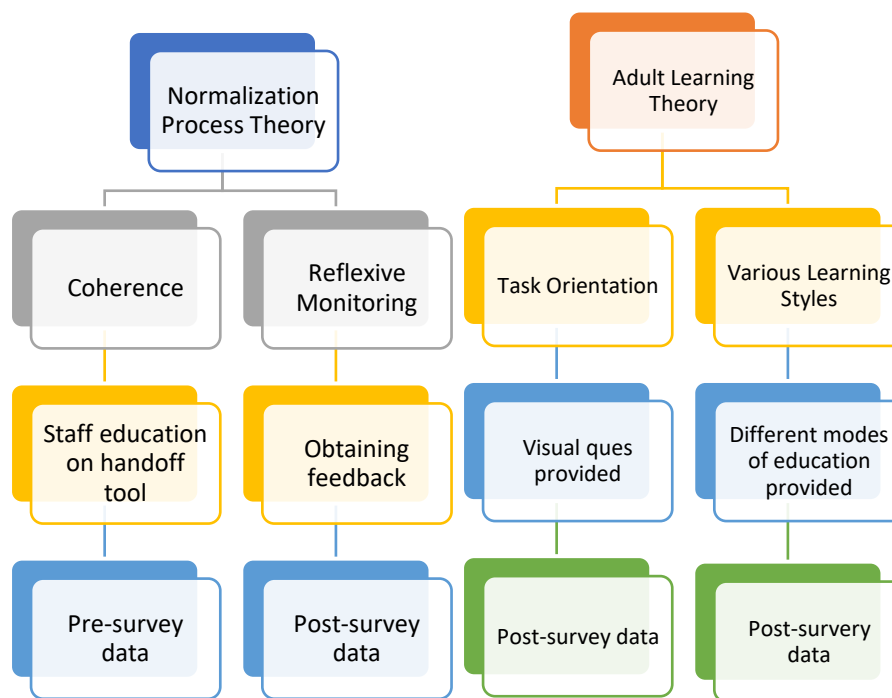 Normalization
Process Theory
Adult Learning
Theory
Coherence
Reflexive
Monitoring
Task Orientation
Various Learning
Styles
Staff education
on handoff
tool
Obtaining
feedback
Visual ques
provided
Different modes
of education
provided
Pre-survey
data
Post-survey
data
Post-survey data
Post-survery
data